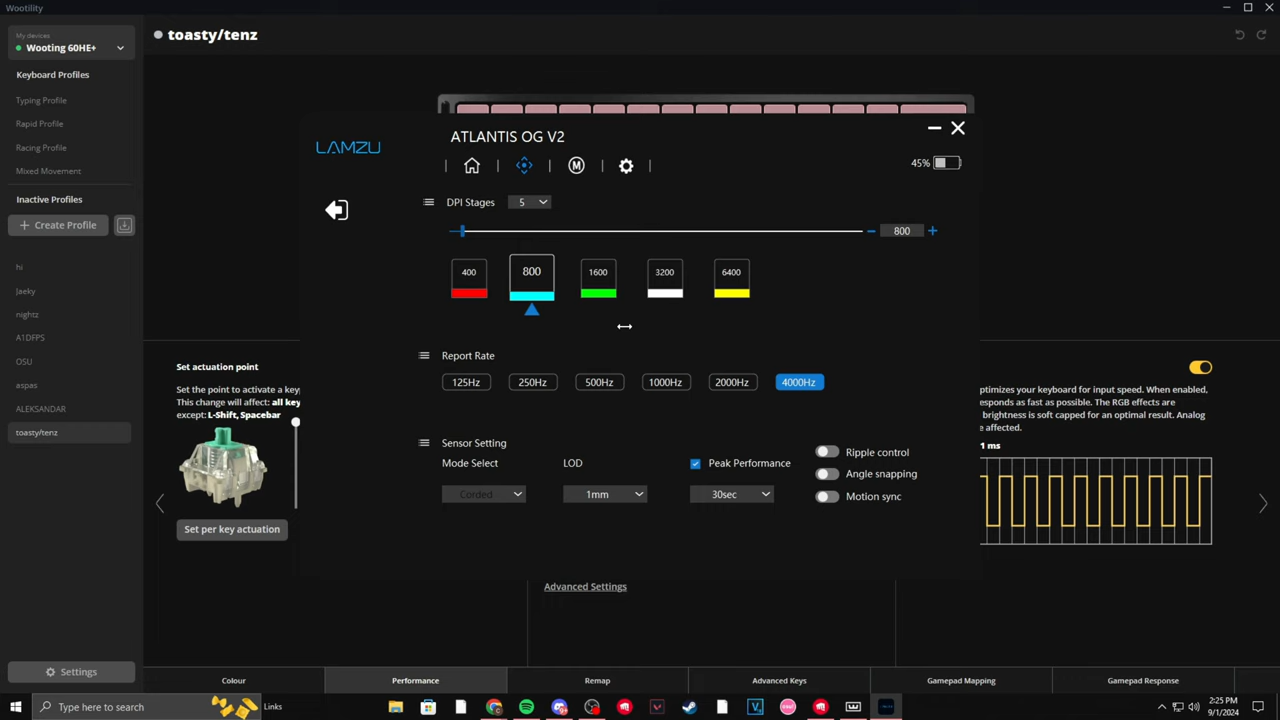 Wootility
My devices
Wooting 60HE+
Keyboard Profiles
Typing Profile
Rapid Profile
Racing Profile
Mixed Movement
Inactive Profiles
Create Profile
hi
Jaeky
nightz
A1DFPS
OSU
aspas
ALEKSANDAR
toasty/tenz
Settings
toasty/tenz
LAMZU
ATLANTIS OG V2
M
45%
DPI Stages
5
800
400
800
1600
3200
6400
Report Rate
125Hz
250Hz
500Hz
1000Hz
2000Hz
4000Hz
Sensor Setting
Mode Select
LOD
Peak Performance
Corded
1mm
30sec
Ripple control
Angle snapping
Motion sync
Set actuation point
Set the point to activate a key
This change will affect: all key
except: L-Shift, Spacebar
Set per key actuation
Advanced Settings
optimizes your keyboard for input speed. When enabled,
esponds as fast as possible. The RGB effects are
brightness is soft capped for an optimal result. Analog
e affected.
1 ms
Colour
Performance
Remap
Advanced Keys
Gamepad Mapping
Gamepad Response
Type here to search
Links
2:25 PM
9/1/2024